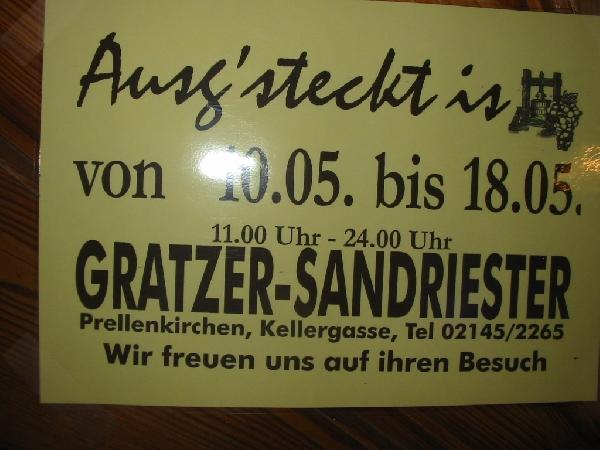 Ausg'steckt is
von 10.05. bis 18.05.
11.00 Uhr - 24.00 Uhr
GRATZER-SANDRIESTER
Prellenkirchen, Kellergasse, Tel 02145/2265
Wir freuen uns auf ihren Besuch